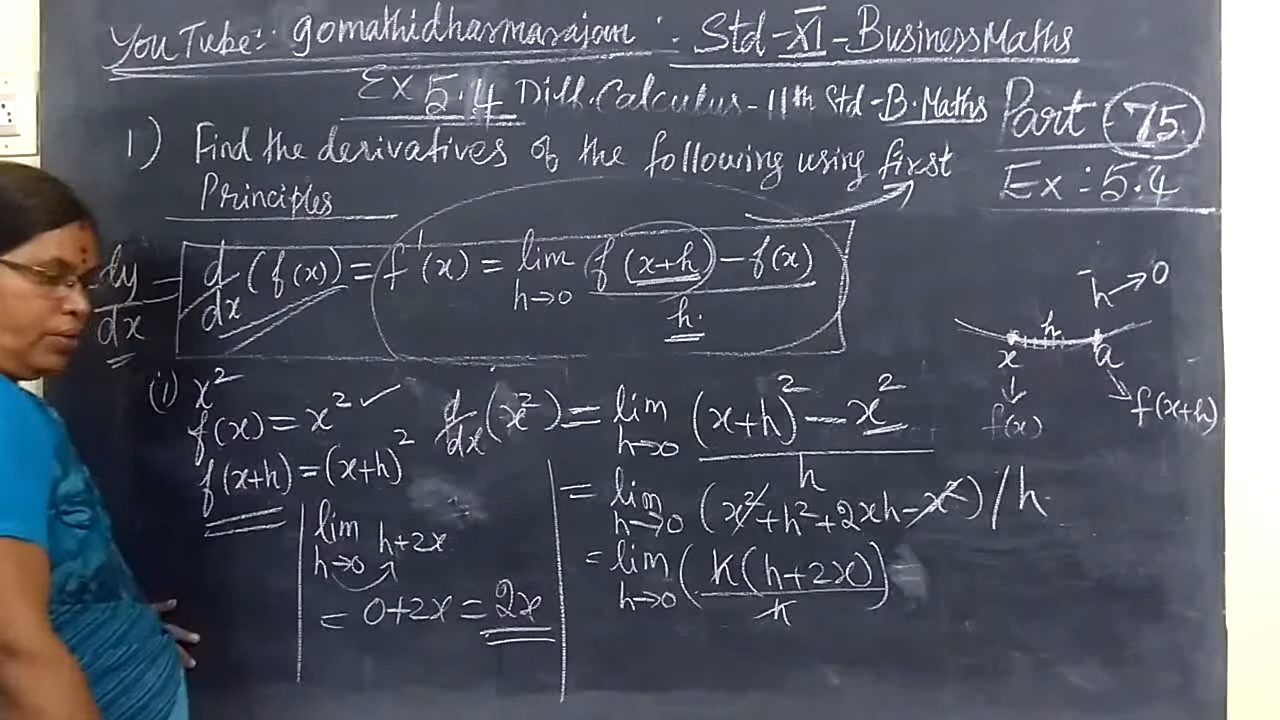 YouTube:- gomathidharmarajan : Std-XI-Business Maths
Ex 5.4 Diff. Calculus - 11th Std - B. Maths
Part - 75
Ex : 5.4
1) Find the derivatives of the following using first
Principles
dy/dx = d/dx (f(x)) = f'(x) = lim h→0 (f(x+h) - f(x))/h.
h→0
h
x
a
f(x)
f(x+h)
(i) x²
f(x) = x² ✓
f(x+h) = (x+h)²
d/dx (x²) = lim h→0 ((x+h)² - x²)/h
= lim h→0 (x² + h² + 2xh - x²) / h
= lim h→0 (h(h+2x)/h)
lim h→0 h+2x
= 0+2x = 2x